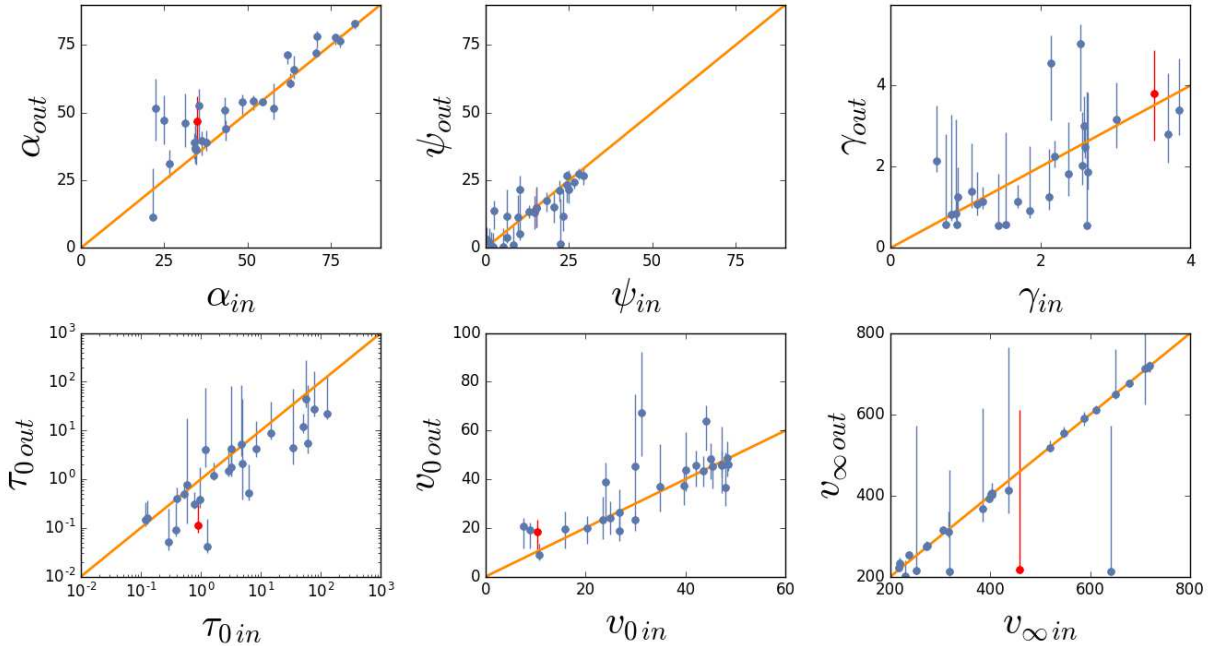 α_out
75
50
25
0
0 25 50 75
α_in
ψ_out
75
50
25
0
0 25 50 75
ψ_in
γ_out
4
2
0
0 2 4
γ_in
τ_0 out
10^3
10^2
10^1
10^0
10^-1
10^-2
10^-2 10^-1 10^0 10^1 10^2 10^3
τ_0 in
v_0 out
100
80
60
40
20
0
0 20 40 60
v_0 in
v_∞ out
800
600
400
200
200 400 600 800
v_∞ in